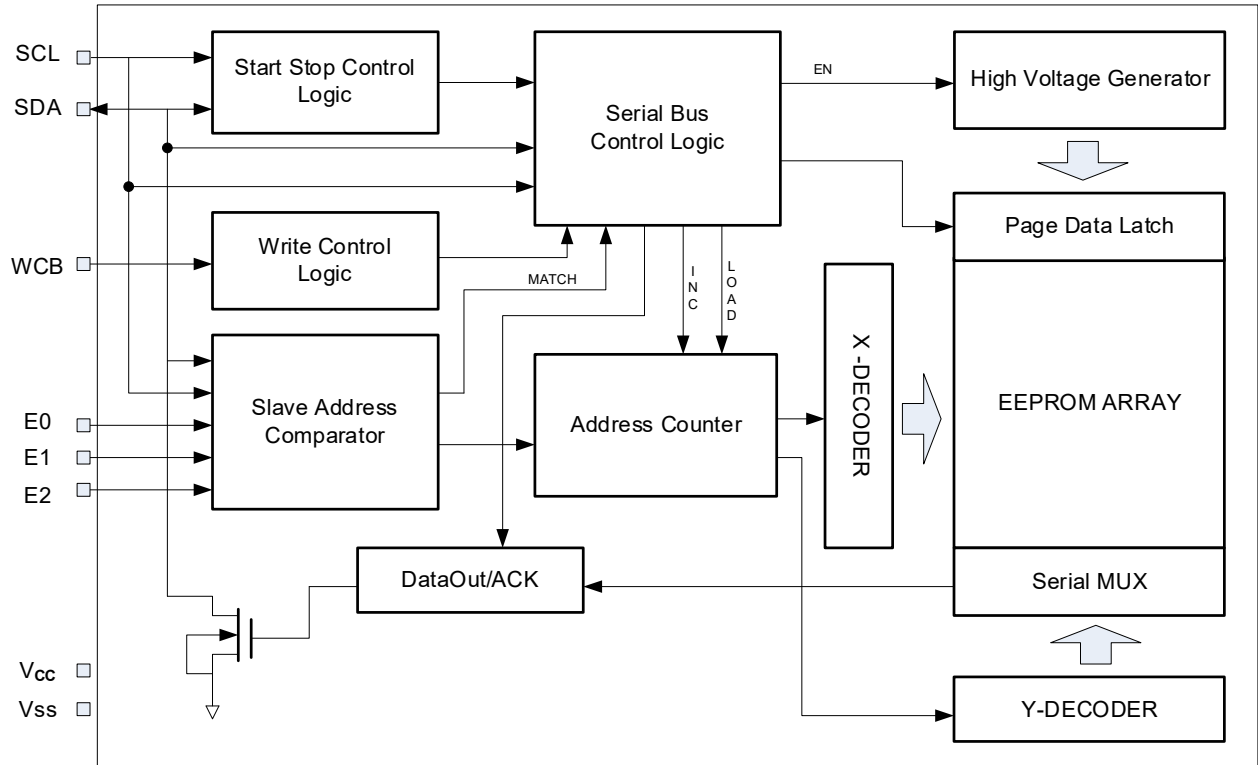 SCL
SDA
WCB
E0
E1
E2
Vcc
Vss
Start Stop Control
Logic
Write Control
Logic
Slave Address
Comparator
Serial Bus
Control Logic
EN
MATCH
INC
LOAD
Address Counter
DataOut/ACK
X -DECODER
High Voltage Generator
Page Data Latch
EEPROM ARRAY
Serial MUX
Y-DECODER